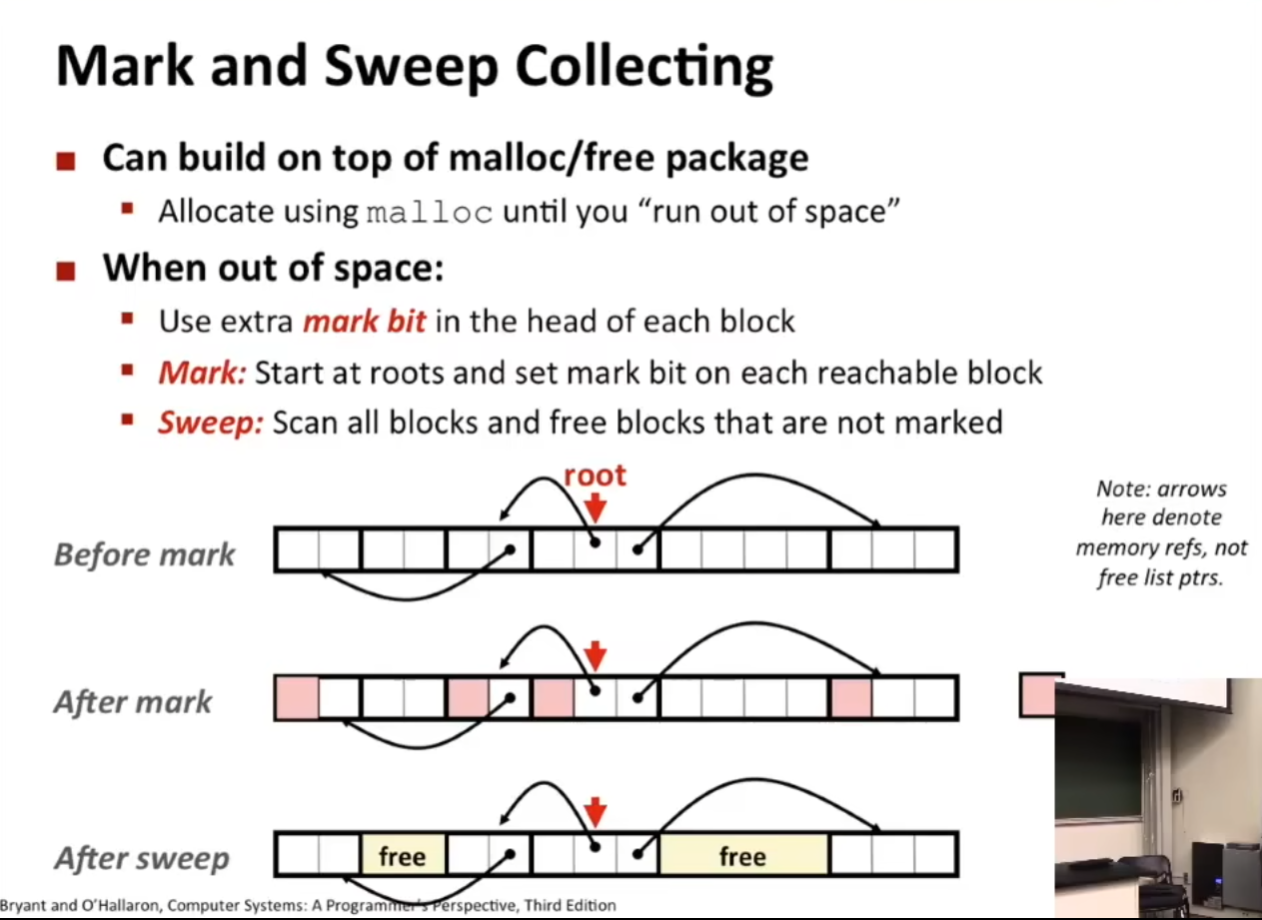 Mark and Sweep Collecting
Can build on top of malloc/free package
Allocate using malloc until you “run out of space”
When out of space:
Use extra mark bit in the head of each block
Mark: Start at roots and set mark bit on each reachable block
Sweep: Scan all blocks and free blocks that are not marked
root
Note: arrows
here denote
memory refs, not
free list ptrs.
Before mark
After mark
After sweep
free
free
Bryant and O’Hallaron, Computer Systems: A Programmer’s Perspective, Third Edition